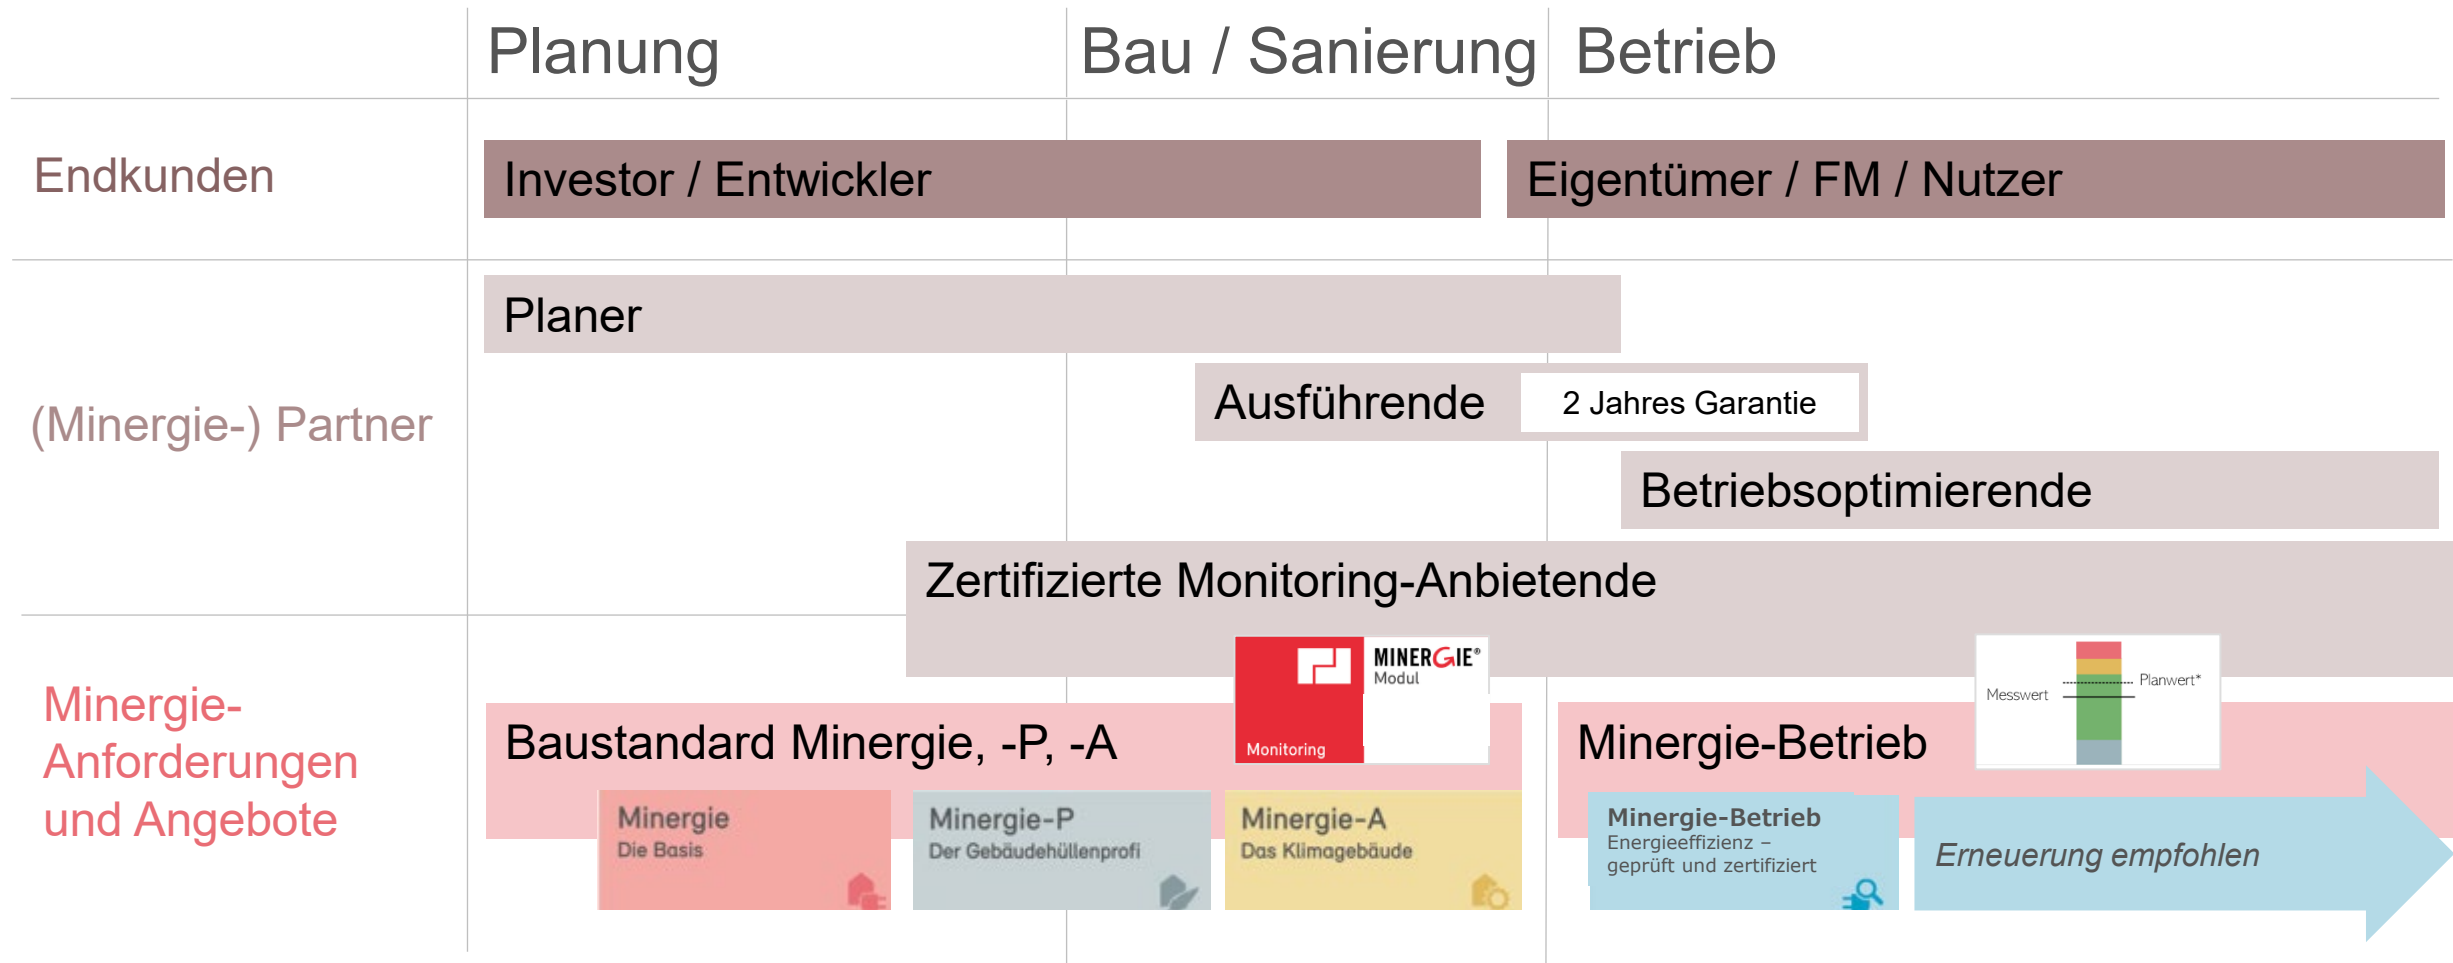 Planung
Bau / Sanierung
Betrieb
Endkunden
Investor / Entwickler
Eigentümer / FM / Nutzer
(Minergie-) Partner
Planer
Ausführende
2 Jahres Garantie
Betriebsoptimierende
Zertifizierte Monitoring-Anbietende
Minergie-
Anforderungen
und Angebote
Baustandard Minergie, -P, -A
Monitoring
MINERGIE®
Modul
Minergie-Betrieb
Messwert
Planwert*
Minergie
Die Basis
Minergie-P
Der Gebäudehüllenprofi
Minergie-A
Das Klimagebäude
Minergie-Betrieb
Energieeffizienz –
geprüft und zertifiziert
Erneuerung empfohlen